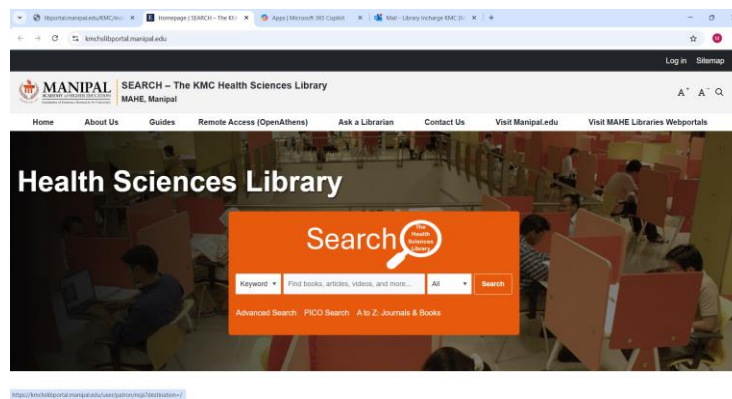 libportal.manipal.edu/KMC/
Homepage | SEARCH – The KM
Apps | Microsoft 365 Copilot
Mail - Library Incharge KMC [
kmchslibportal.manipal.edu
Log in Sitemap
MANIPAL
ACADEMY of HIGHER EDUCATION
SEARCH – The KMC Health Sciences Library
MAHE, Manipal
A+ A-
Home About Us Guides Remote Access (OpenAthens) Ask a Librarian Contact Us Visit Manipal.edu Visit MAHE Libraries Webportals
Health Sciences Library
Search
The
Health
Sciences
Library
Keyword Find books, articles, videos, and more... All Search
Advanced Search PICO Search A to Z; Journals & Books
https://kmchslibportal.manipal.edu/user/patron/mcp?destination=/